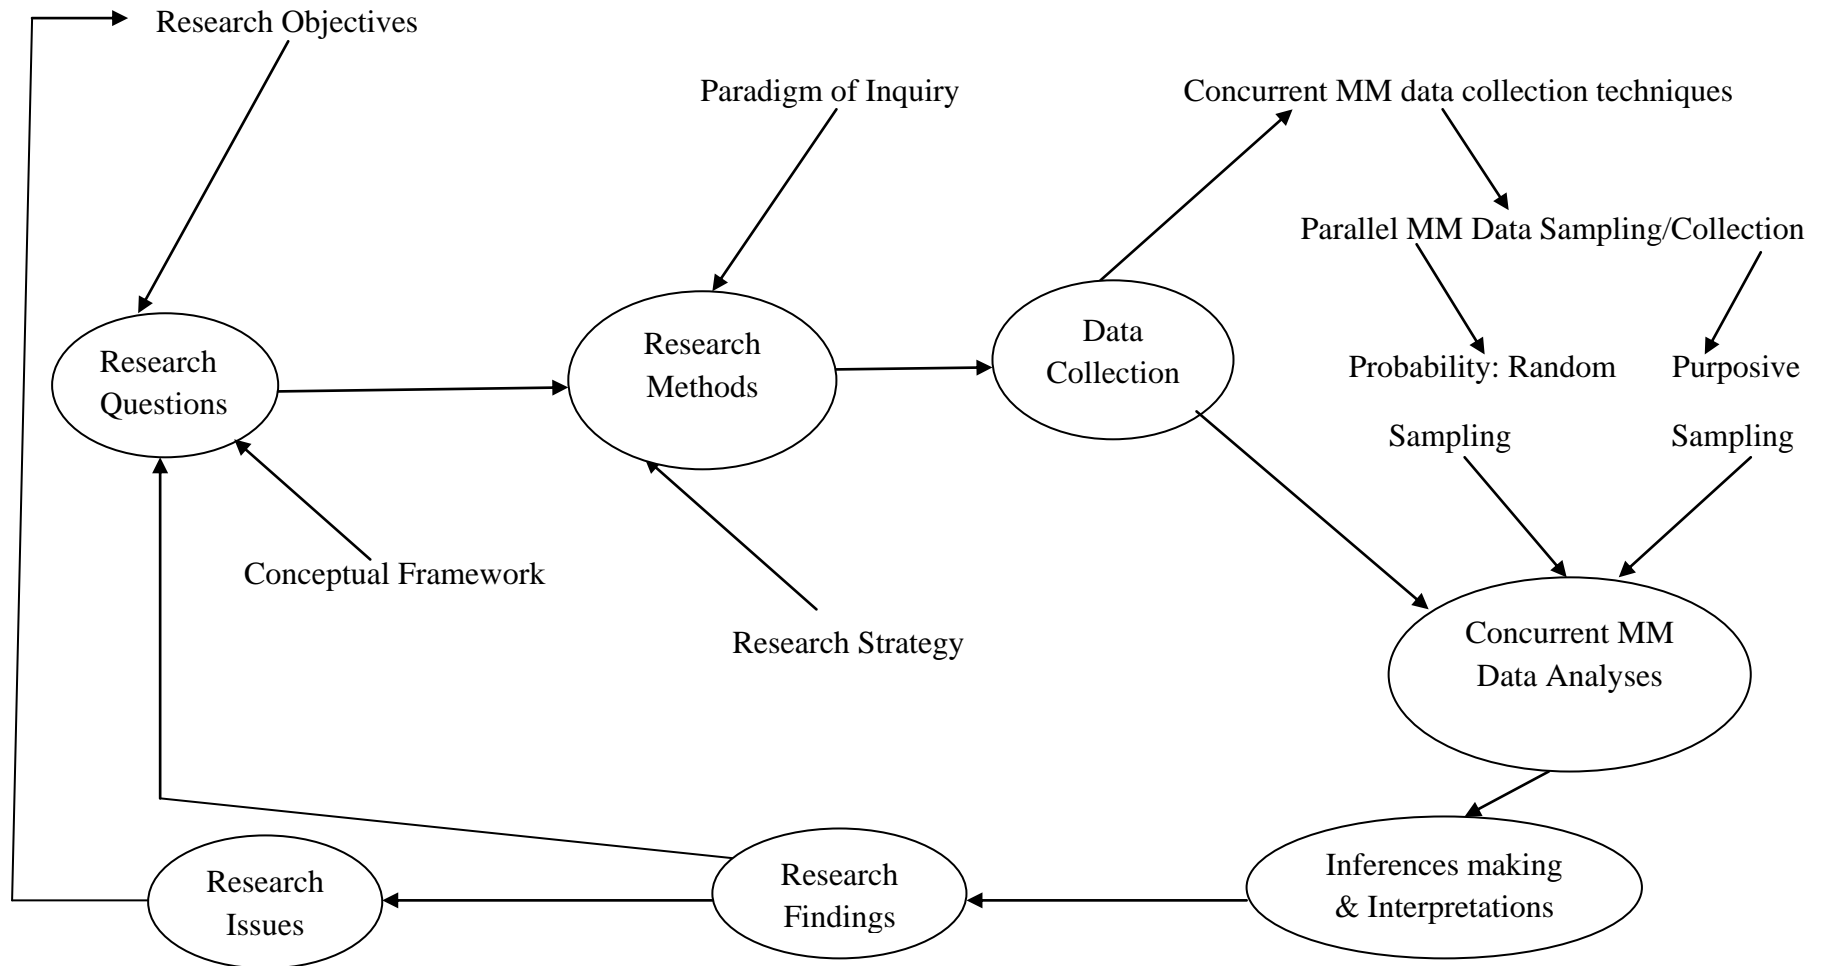 Research Objectives
Paradigm of Inquiry
Concurrent MM data collection techniques
Parallel MM Data Sampling/Collection
Research
Questions
Research
Methods
Data
Collection
Probability: Random
Sampling
Purposive
Sampling
Conceptual Framework
Research Strategy
Concurrent MM
Data Analyses
Research
Issues
Research
Findings
Inferences making
& Interpretations